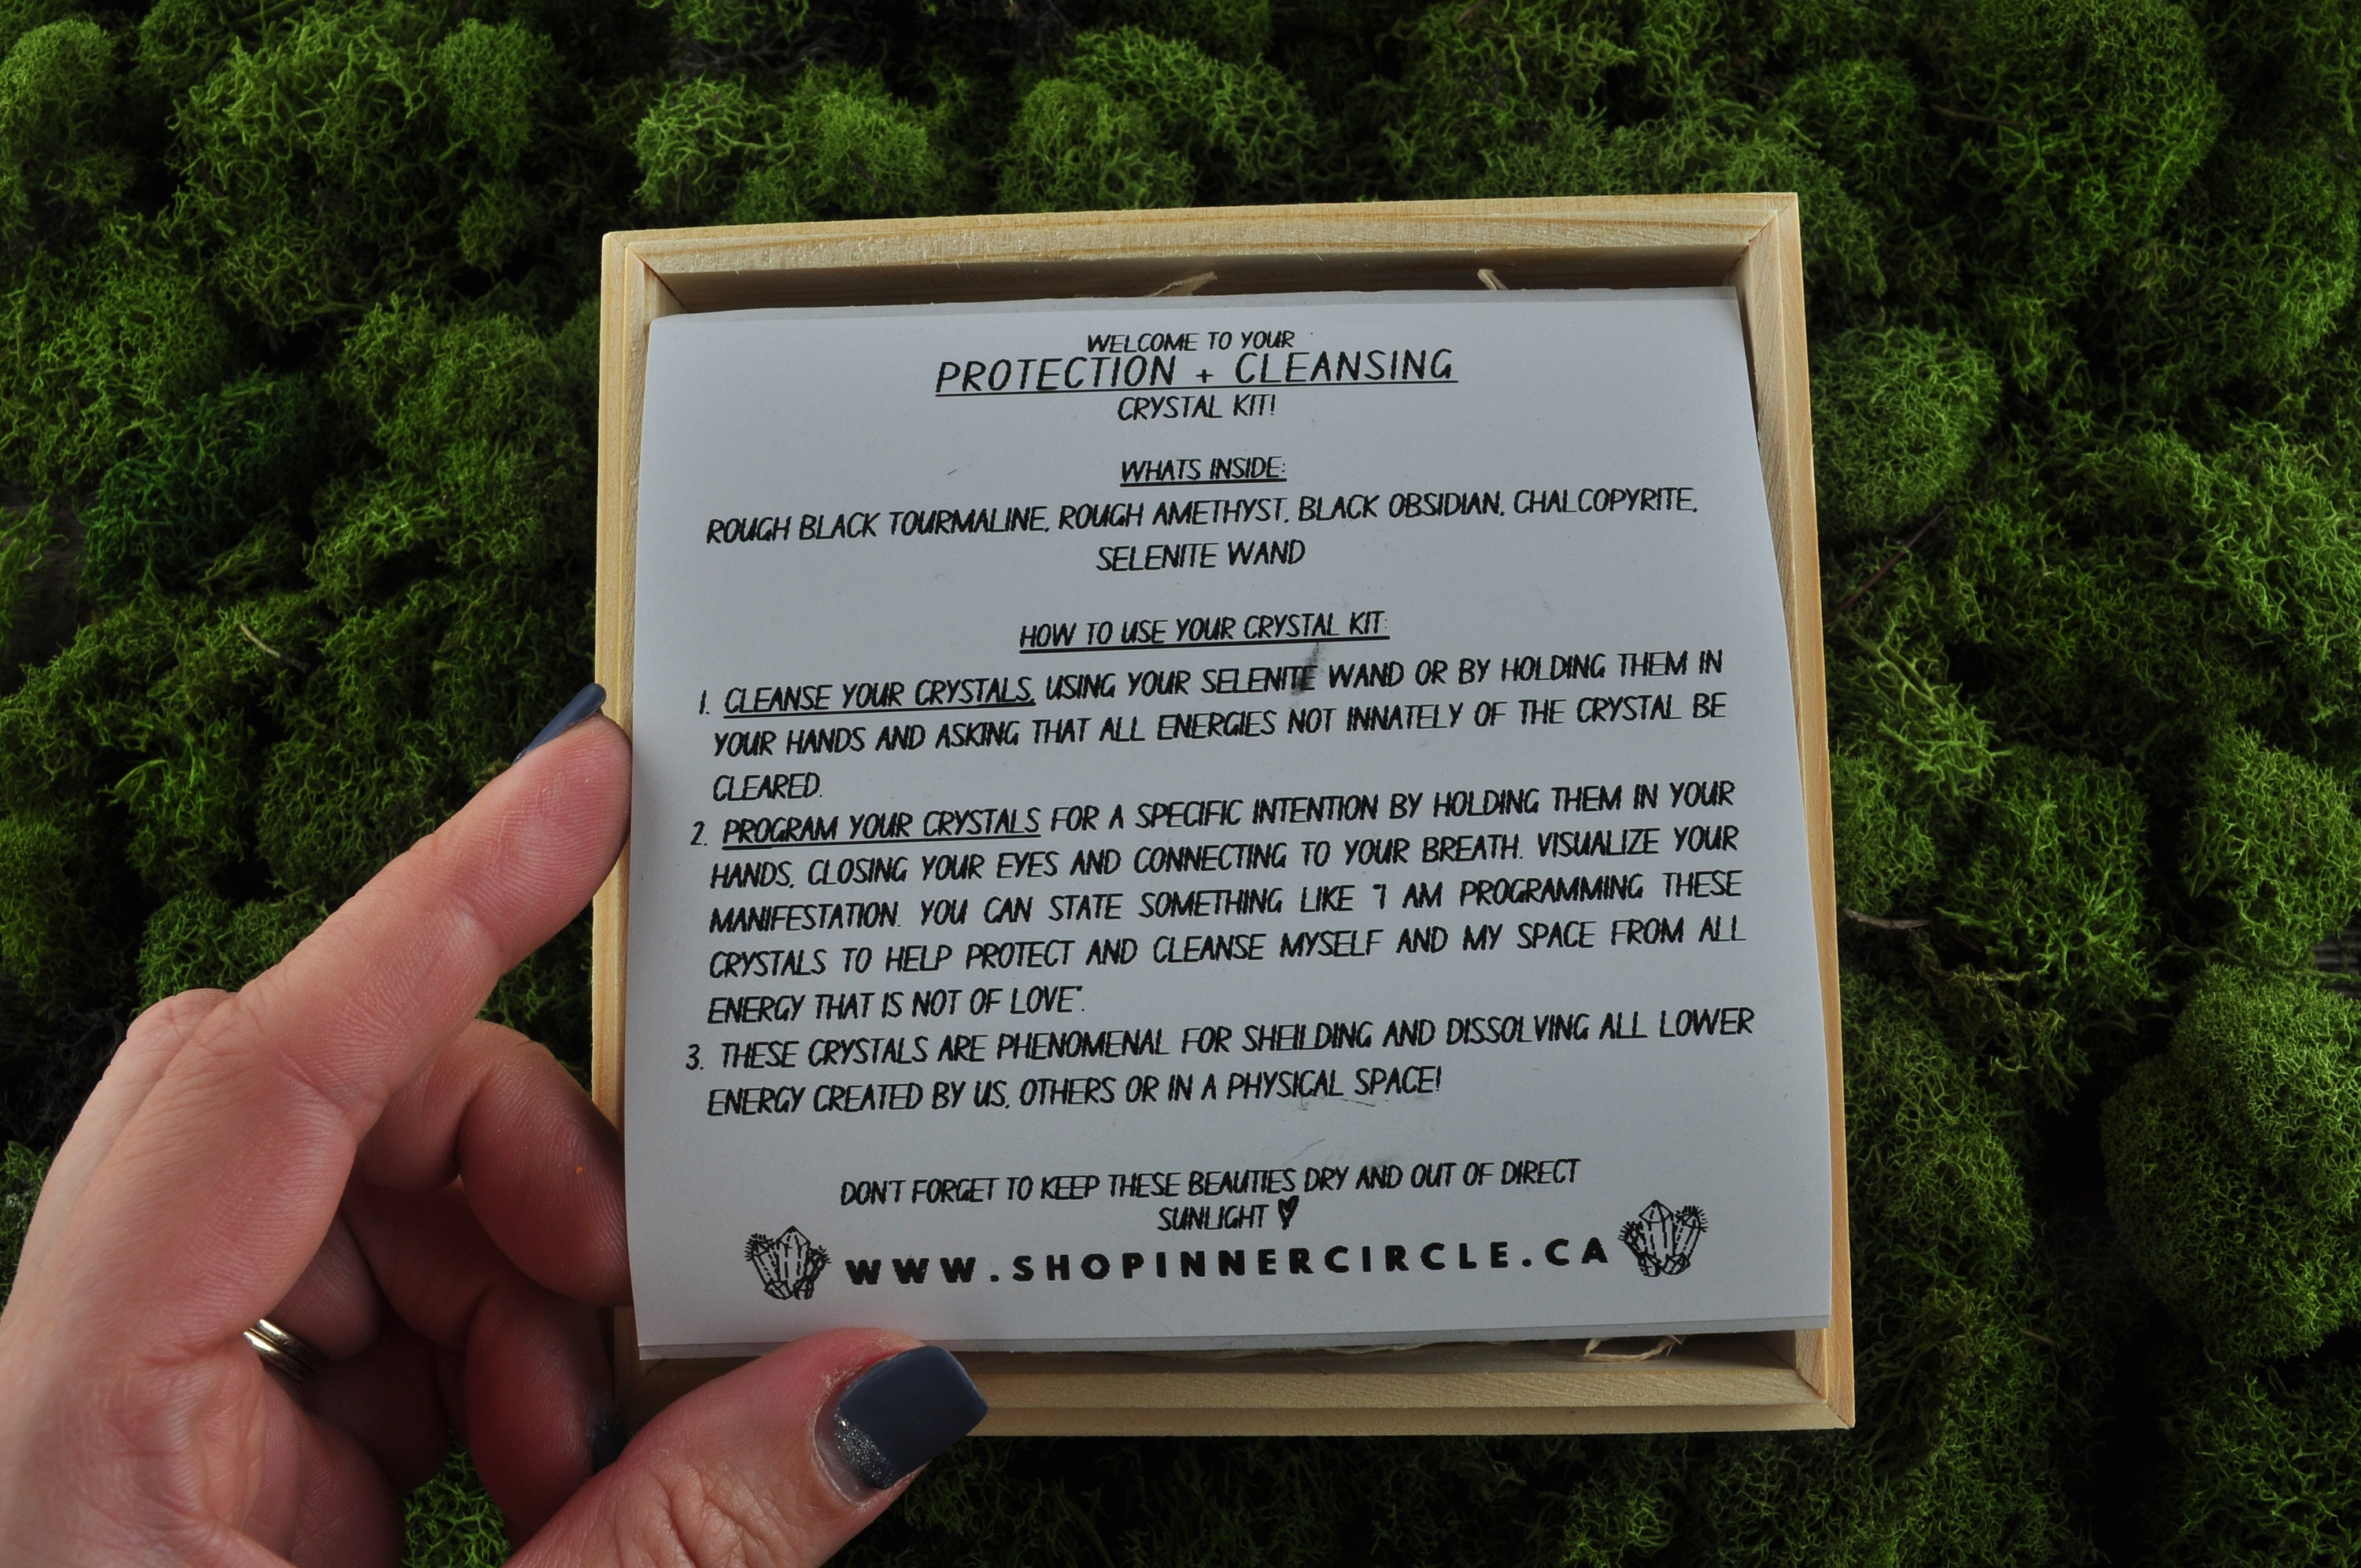 WELCOME TO YOUR
PROTECTION + CLEANSING
CRYSTAL KIT!
WHATS INSIDE:
ROUGH BLACK TOURMALINE, ROUGH AMETHYST, BLACK OBSIDIAN, CHALCOPYRITE,
SELENITE WAND
HOW TO USE YOUR CRYSTAL KIT:
1. CLEANSE YOUR CRYSTALS, USING YOUR SELENITE WAND OR BY HOLDING THEM IN
YOUR HANDS AND ASKING THAT ALL ENERGIES NOT INNATELY OF THE CRYSTAL BE
CLEARED.
2. PROGRAM YOUR CRYSTALS FOR A SPECIFIC INTENTION BY HOLDING THEM IN YOUR
HANDS, CLOSING YOUR EYES AND CONNECTING TO YOUR BREATH. VISUALIZE YOUR
MANIFESTATION. YOU CAN STATE SOMETHING LIKE "I AM PROGRAMMING THESE
CRYSTALS TO HELP PROTECT AND CLEANSE MYSELF AND MY SPACE FROM ALL
ENERGY THAT IS NOT OF LOVE".
3. THESE CRYSTALS ARE PHENOMENAL FOR SHEILDING AND DISSOLVING ALL LOWER
ENERGY CREATED BY US, OTHERS OR IN A PHYSICAL SPACE!
DON'T FORGET TO KEEP THESE BEAUTIES DRY AND OUT OF DIRECT
SUNLIGHT ♥
WWW.SHOPINNERCIRCLE.CA